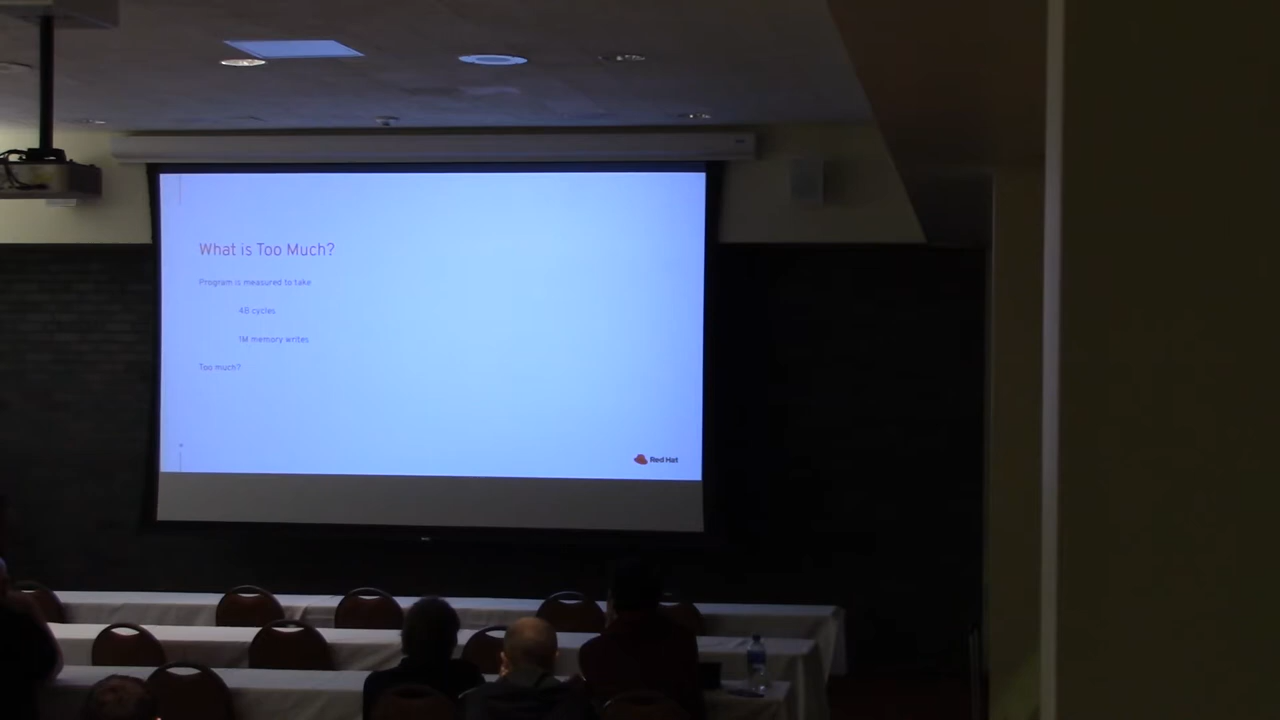 What is Too Much?
Program is measured to take
4B cycles
1M memory writes
Too much?
Red Hat